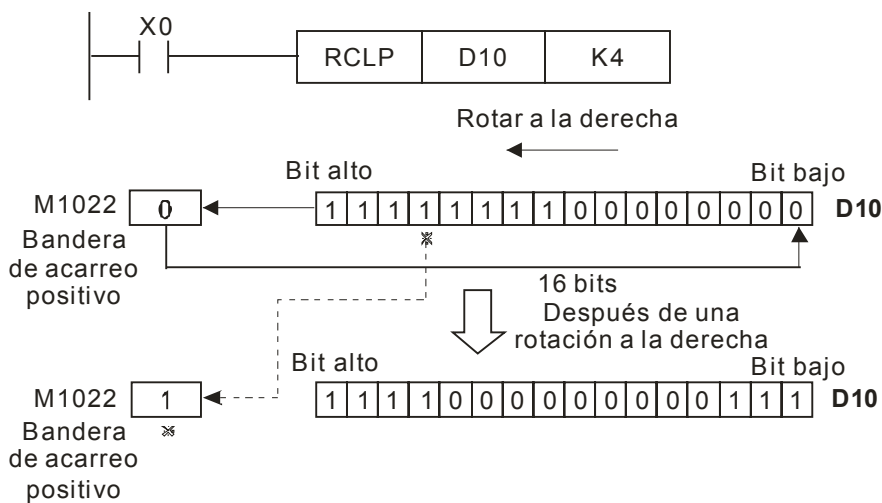 X0
RCLP D10 K4
Rotar a la derecha
Bit alto Bit bajo
M1022 0 1 1 1 1 1 1 1 1 0 0 0 0 0 0 0 0 D10
Bandera
de acarreo
positivo
※
16 bits
Después de una
rotación a la derecha
Bit alto Bit bajo
M1022 1 1 1 1 1 0 0 0 0 0 0 0 0 0 1 1 1 D10
Bandera ※
de acarreo
positivo